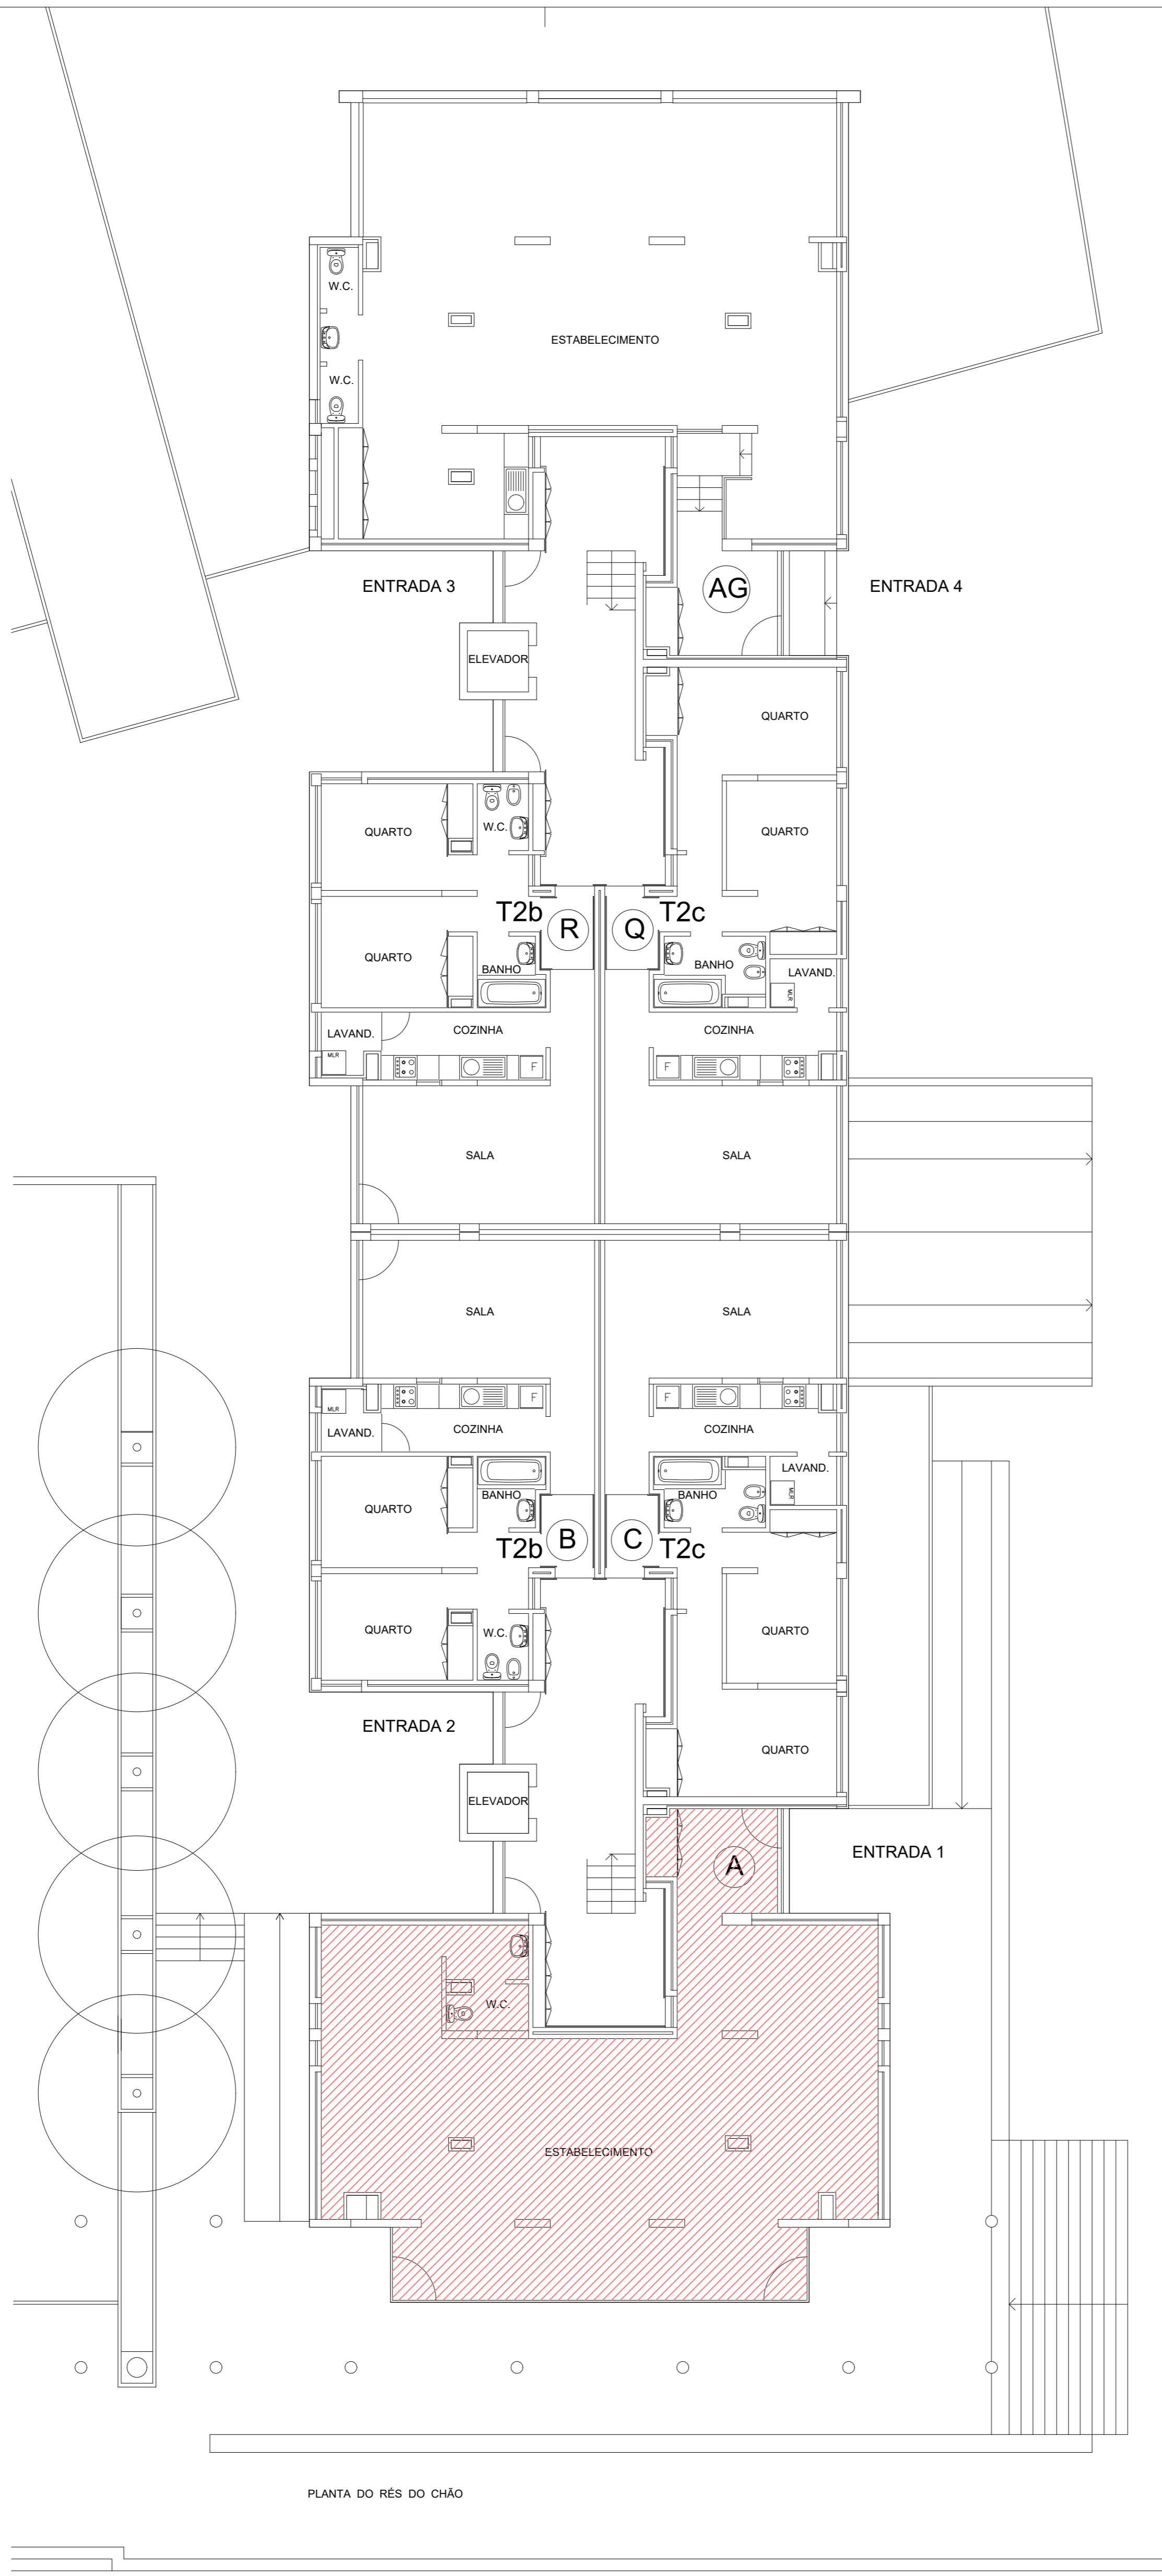 W.C.
ESTABELECIMENTO
W.C.
ENTRADA 3
AG
ENTRADA 4
ELEVADOR
QUARTO
QUARTO
W.C.
QUARTO
T2b
R
Q
T2c
QUARTO
BANHO
BANHO
LAVAND.
MLR
LAVAND.
COZINHA
COZINHA
MLR
F
F
SALA
SALA
SALA
SALA
MLR
F
F
LAVAND.
COZINHA
COZINHA
LAVAND.
BANHO
BANHO
MLR
QUARTO
T2b
B
C
T2c
QUARTO
W.C.
QUARTO
ENTRADA 2
QUARTO
ELEVADOR
ENTRADA 1
A
W.C.
ESTABELECIMENTO
PLANTA DO RÉS DO CHÃO